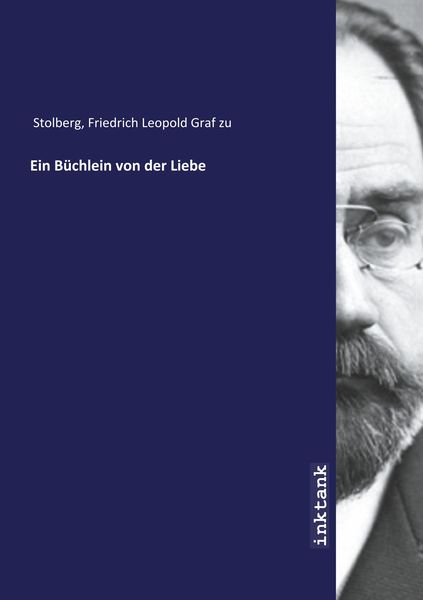 Stolberg, Friedrich Leopold Graf zu
Ein Büchlein von der Liebe
inktank